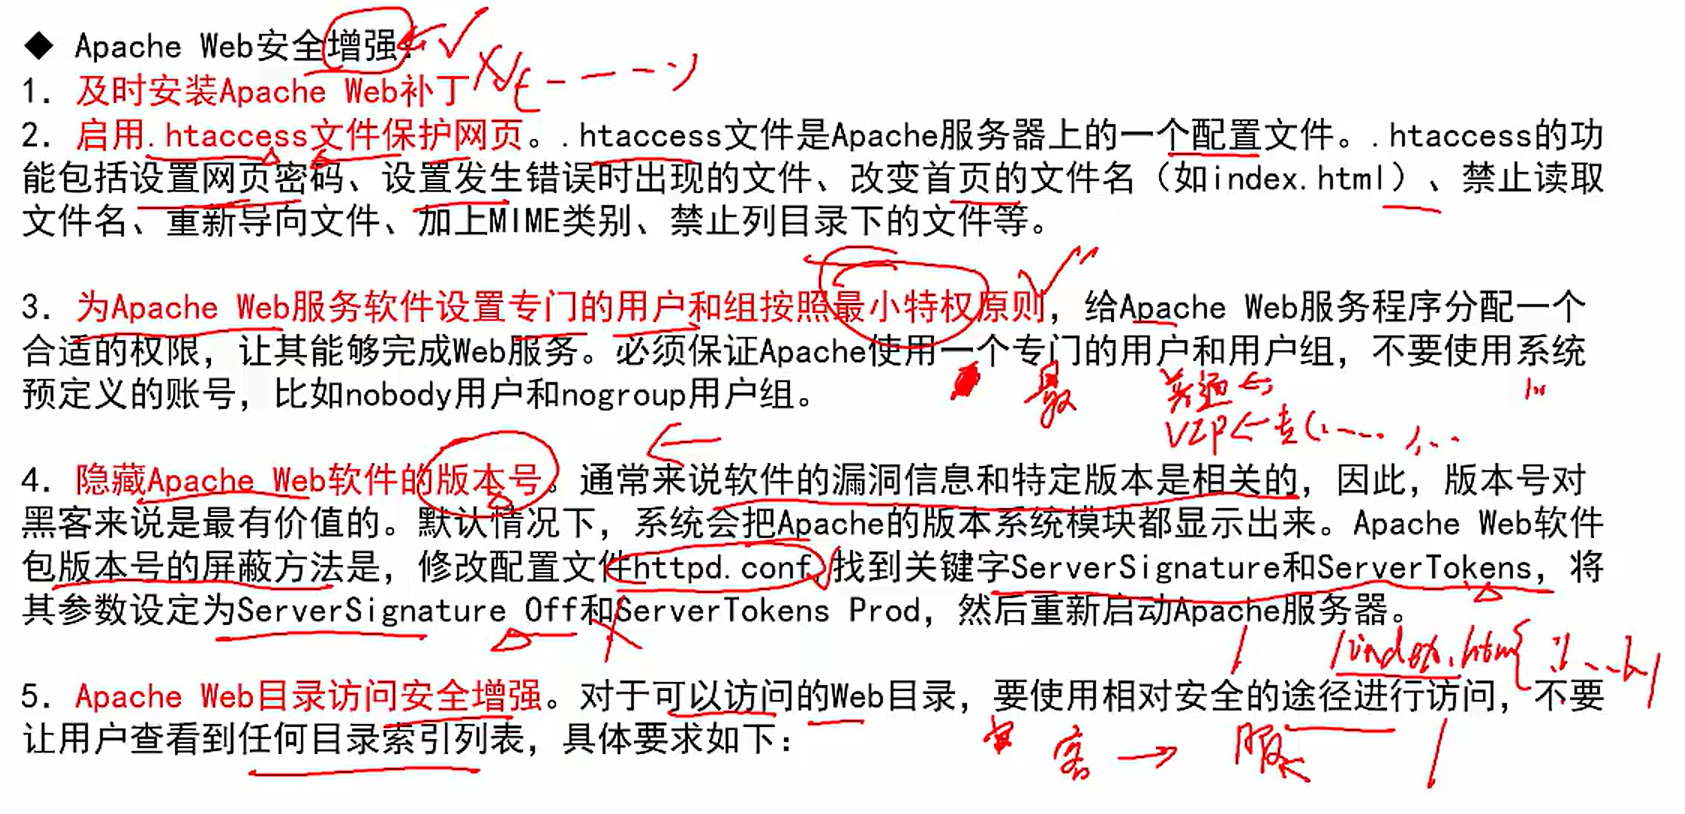 ◆ Apache Web安全增强:
1. 及时安装Apache Web补丁
2. 启用.htaccess文件保护网页。.htaccess文件是Apache服务器上的一个配置文件。.htaccess的功
能包括设置网页密码、设置发生错误时出现的文件、改变首页的文件名（如index.html）、禁止读取
文件名、重新导向文件、加上MIME类别、禁止列目录下的文件等。
3. 为Apache Web服务软件设置专门的用户和组按照最小特权原则，给Apache Web服务程序分配一个
合适的权限，让其能够完成Web服务。必须保证Apache使用一个专门的用户和用户组，不要使用系统
预定义的账号，比如nobody用户和nogroup用户组。
最 普通
VIP
4. 隐藏Apache Web软件的版本号。通常来说软件的漏洞信息和特定版本是相关的，因此，版本号对
黑客来说是最有价值的。默认情况下，系统会把Apache的版本系统模块都显示出来。Apache Web软件
包版本号的屏蔽方法是，修改配置文件httpd.conf,找到关键字ServerSignature和ServerTokens，将
其参数设定为ServerSignature Off和ServerTokens Prod，然后重新启动Apache服务器。
/index.htm
5. Apache Web目录访问安全增强。对于可以访问的Web目录，要使用相对安全的途径进行访问，不要
让用户查看到任何目录索引列表，具体要求如下：
客 → 服